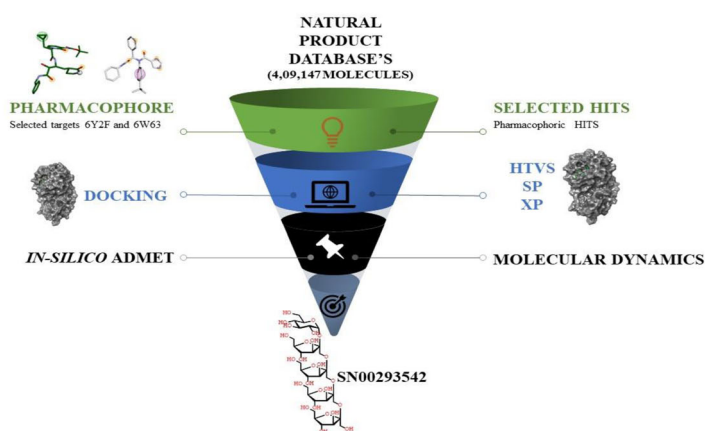 NATURAL
PRODUCT
DATABASE'S
(4,09,147MOLECULES)
PHARMACOPHORE
Selected targets 6Y2F and 6W63
SELECTED HITS
Pharmacophoric HITS
DOCKING
HTVS
SP
XP
IN-SILICO ADMET
MOLECULAR DYNAMICS
SN00293542